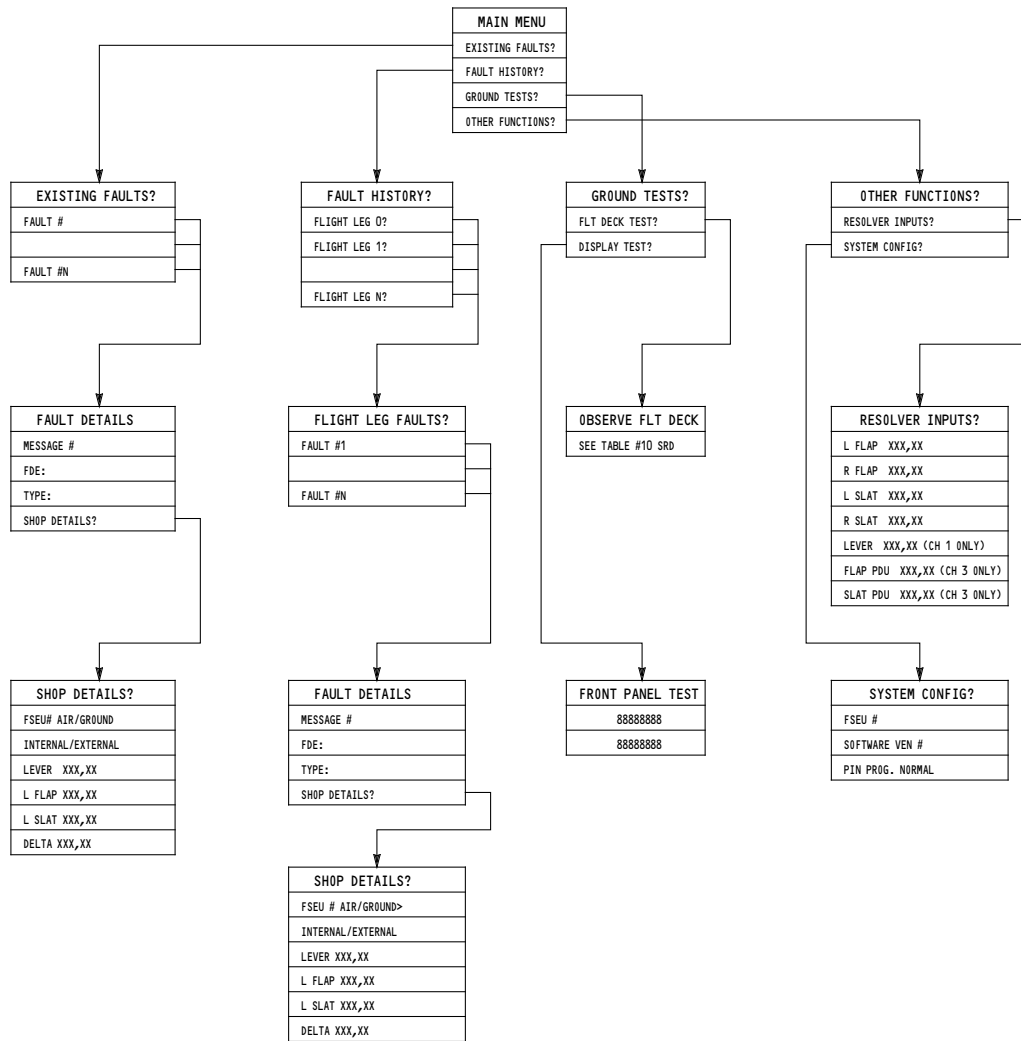 MAIN MENU
EXISTING FAULTS?
FAULT HISTORY?
GROUND TESTS?
OTHER FUNCTIONS?
EXISTING FAULTS?
FAULT #
FAULT #N
FAULT HISTORY?
FLIGHT LEG 0?
FLIGHT LEG 1?
FLIGHT LEG N?
GROUND TESTS?
FLT DECK TEST?
DISPLAY TEST?
OTHER FUNCTIONS?
RESOLVER INPUTS?
SYSTEM CONFIG?
FAULT DETAILS
MESSAGE #
FDE:
TYPE:
SHOP DETAILS?
FLIGHT LEG FAULTS?
FAULT #1
FAULT #N
OBSERVE FLT DECK
SEE TABLE #10 SRD
RESOLVER INPUTS?
L FLAP XXX,XX
R FLAP XXX,XX
L SLAT XXX,XX
R SLAT XXX,XX
LEVER XXX,XX (CH 1 ONLY)
FLAP PDU XXX,XX (CH 3 ONLY)
SLAT PDU XXX,XX (CH 3 ONLY)
SHOP DETAILS?
FSEU# AIR/GROUND
INTERNAL/EXTERNAL
LEVER XXX,XX
L FLAP XXX,XX
L SLAT XXX,XX
DELTA XXX,XX
FAULT DETAILS
MESSAGE #
FDE:
TYPE:
SHOP DETAILS?
FRONT PANEL TEST
88888888
88888888
SYSTEM CONFIG?
FSEU #
SOFTWARE VEN #
PIN PROG. NORMAL
SHOP DETAILS?
FSEU # AIR/GROUND>
INTERNAL/EXTERNAL
LEVER XXX,XX
L FLAP XXX,XX
L SLAT XXX,XX
DELTA XXX,XX